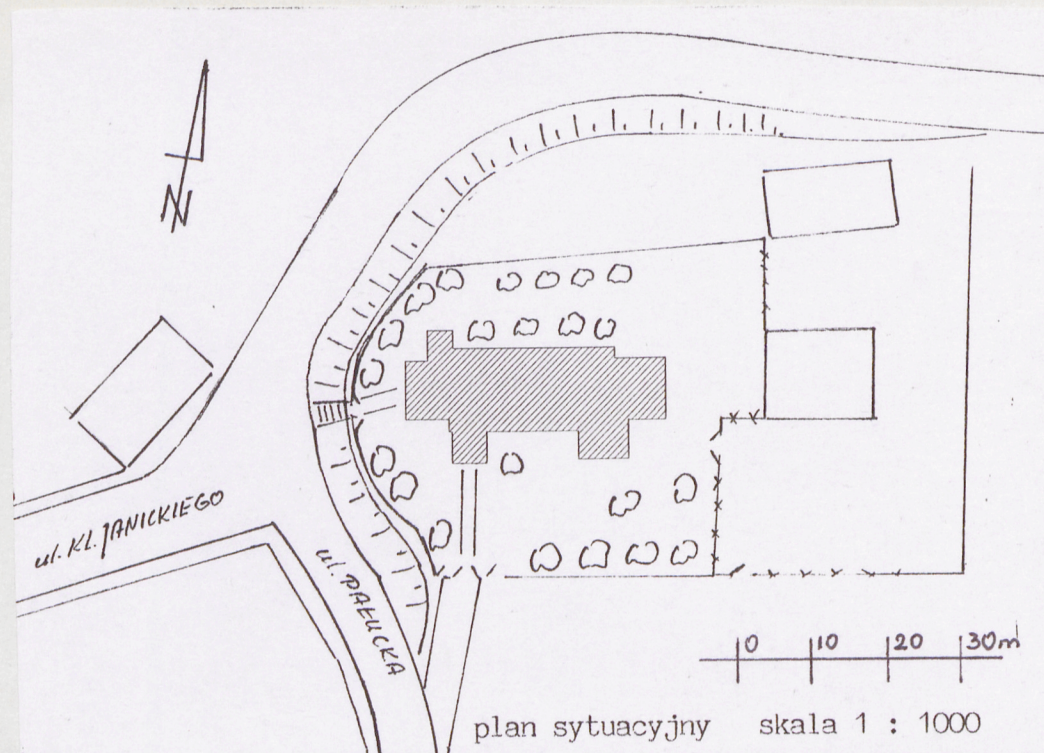 N
ul. KL. JANICKIEGO
ul. PAŁUCKA
0 10 20 30m
plan sytuacyjny skala 1 : 1000